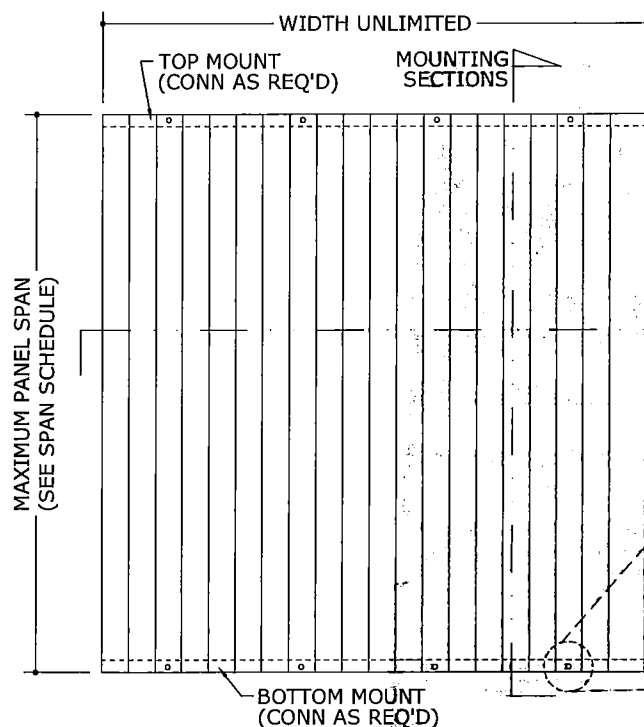 WIDTH UNLIMITED
TOP MOUNT
(CONN AS REQ'D)
MOUNTING
SECTIONS
MAXIMUM PANEL SPAN
(SEE SPAN SCHEDULE)
BOTTOM MOUNT
(CONN AS REQ'D)